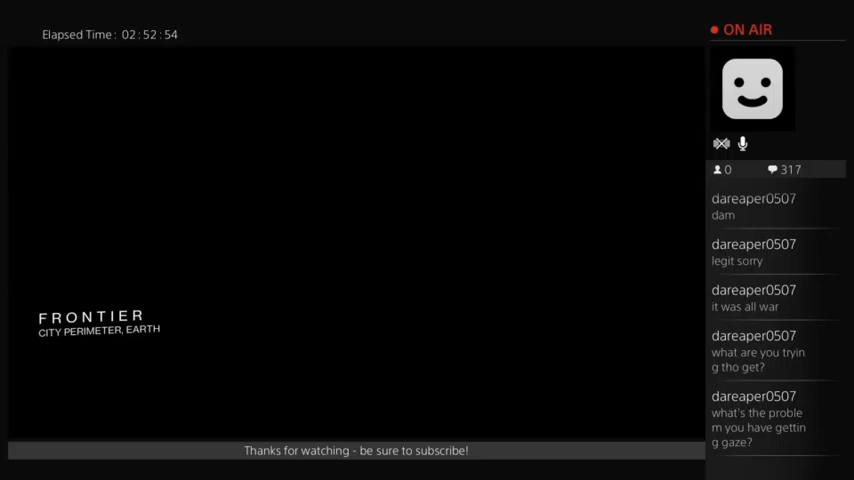 Elapsed Time: 02:52:54
ON AIR
0 317
dareaper0507
dam
dareaper0507
legit sorry
dareaper0507
it was all war
dareaper0507
what are you tryin
g tho get?
dareaper0507
what's the proble
m you have gettin
g gaze?
FRONTIER
CITY PERIMETER, EARTH
Thanks for watching - be sure to subscribe!